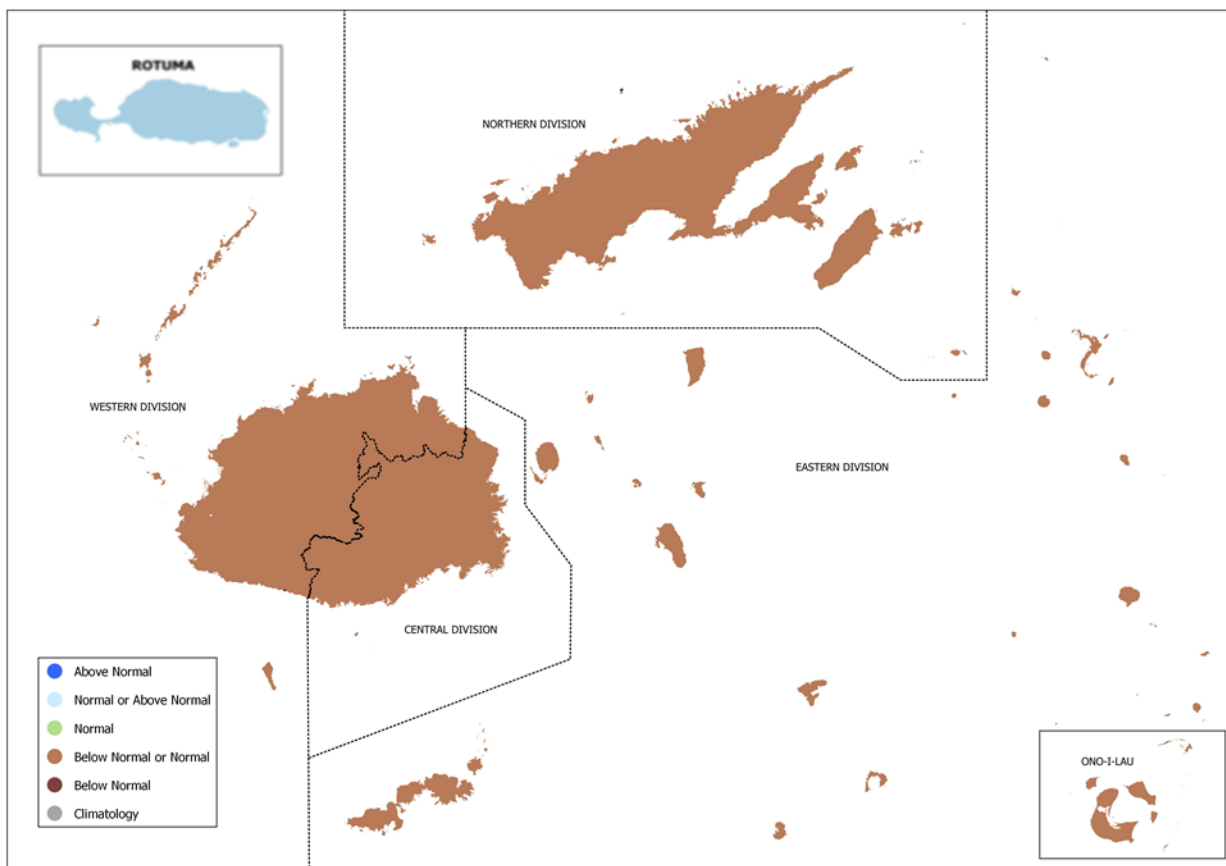 ROTUMA
NORTHERN DIVISION
WESTERN DIVISION
EASTERN DIVISION
CENTRAL DIVISION
Above Normal
Normal or Above Normal
Normal
Below Normal or Normal
Below Normal
Climatology
ONO-I-LAU